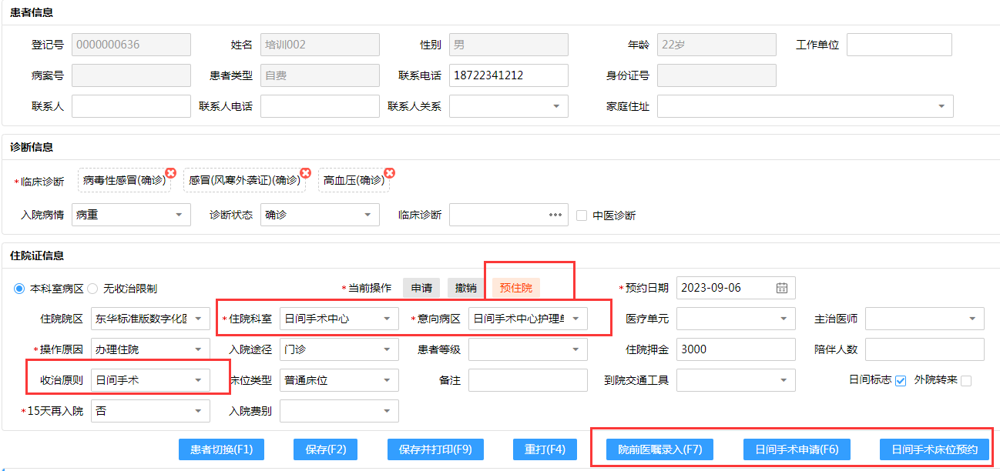 患者信息
登记号 0000000636 姓名 培训002 性别 男 年龄 22岁 工作单位
病案号 患者类型 自费 联系电话 18722341212 身份证号
联系人 联系人电话 联系人关系 家庭住址
诊断信息
*临床诊断 病毒性感冒(确诊) 感冒(风寒外袭证)(确诊) 高血压(确诊)
入院病情 病重 诊断状态 确诊 临床诊断 ••• 中医诊断
住院证信息
本科室病区 无收治限制 *当前操作 申请 撤销 预住院 *预约日期 2023-09-06
住院院区 东华标准版数字化医 *住院科室 日间手术中心 *意向病区 日间手术中心护理单 医疗单元 主治医师
*操作原因 办理住院 入院途径 门诊 患者等级 住院押金 3000 陪伴人数
收治原则 日间手术 床位类型 普通床位 备注 到院交通工具 日间标志 外院转来
*15天再入院 否 入院费别
患者切换(F1) 保存(F2) 保存并打印(F9) 重打(F4) 院前医嘱录入(F7) 日间手术申请(F6) 日间手术床位预约